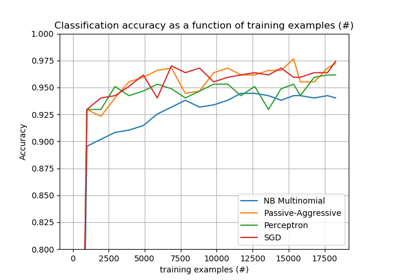 Classification accuracy as a function of training examples (#)
1.000
0.975
0.950
0.925
0.900
0.875
0.850
0.825
0.800
Accuracy
NB Multinomial
Passive-Aggressive
Perceptron
SGD
0 2500 5000 7500 10000 12500 15000 17500
training examples (#)